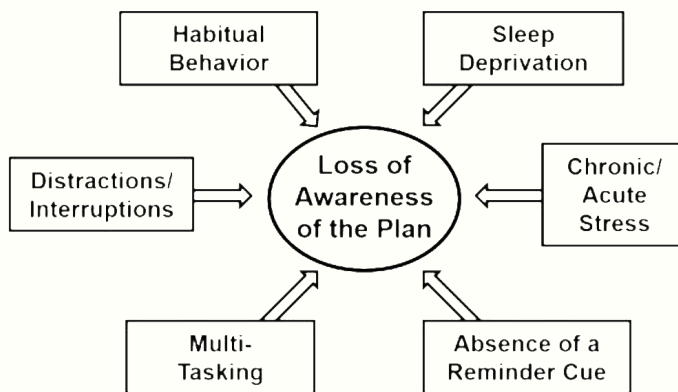 Habitual
Behavior
Sleep
Deprivation
Distractions/
Interruptions
Loss of
Awareness
of the Plan
Chronic/
Acute
Stress
Multi-
Tasking
Absence of a
Reminder Cue